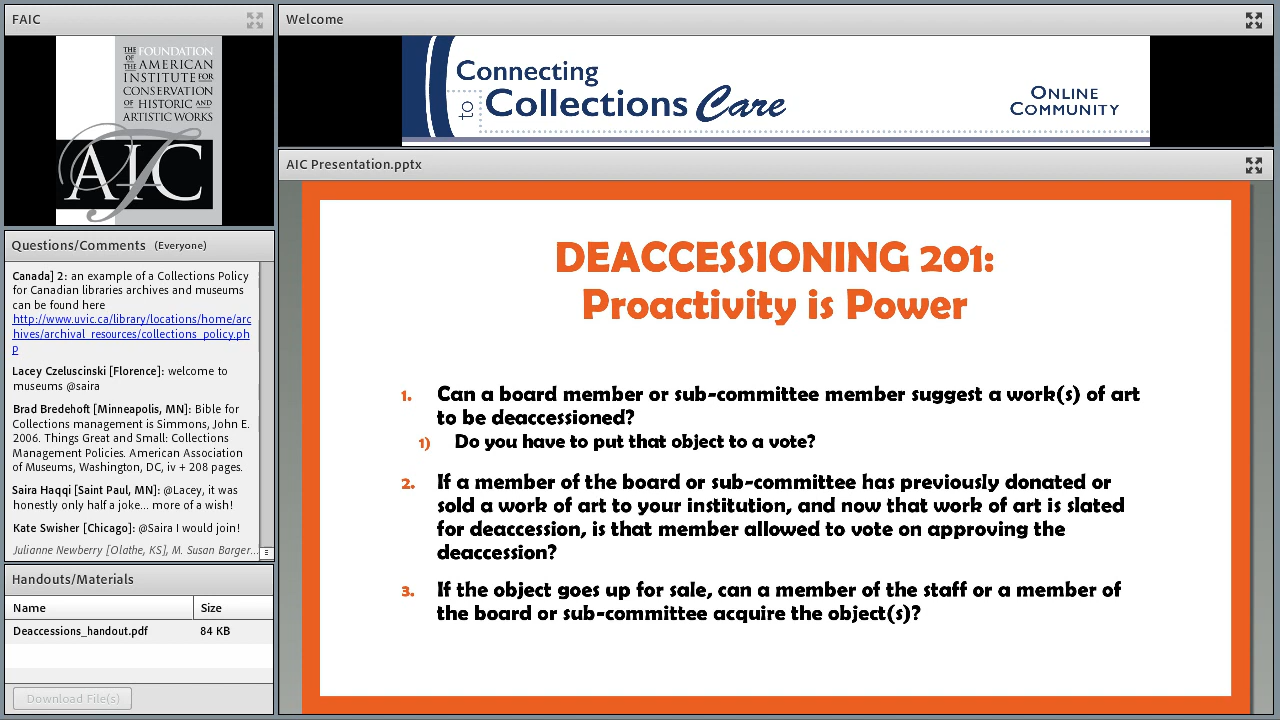 FAIC
THE FOUNDATION
OF THE AMERICAN
INSTITUTE FOR
CONSERVATION
OF HISTORIC AND
ARTISTIC WORKS
FAIC
Questions/Comments (Everyone)
Canada] 2: an example of a Collections Policy
for Canadian libraries archives and museums
can be found here
http://www.uvic.ca/library/locations/home/arc
hives/archival_resources/collections_policy.ph
p
Lacey Czeluscinski [Florence]: welcome to
museums @saira
Brad Bredehoft [Minneapolis, MN]: Bible for
Collections management is Simmons, John E.
2006. Things Great and Small: Collections
Management Policies. American Association
of Museums, Washington, DC, iv + 208 pages.
Saira Haqqi [Saint Paul, MN]: @Lacey, it was
honestly only half a joke... more of a wish!
Kate Swisher [Chicago]: @Saira I would join!
Julianne Newberry [Olathe, KS], M. Susan Barger...
Handouts/Materials
Name Size
Deaccessions_handout.pdf 84 KB
Download File(s)
Welcome
Connecting
to Collections Care
ONLINE
COMMUNITY
AIC Presentation.pptx
DEACCESSIONING 201:
Proactivity is Power
1. Can a board member or sub-committee member suggest a work(s) of art
to be deaccessioned?
1) Do you have to put that object to a vote?
2. If a member of the board or sub-committee has previously donated or
sold a work of art to your institution, and now that work of art is slated
for deaccession, is that member allowed to vote on approving the
deaccession?
3. If the object goes up for sale, can a member of the staff or a member of
the board or sub-committee acquire the object(s)?